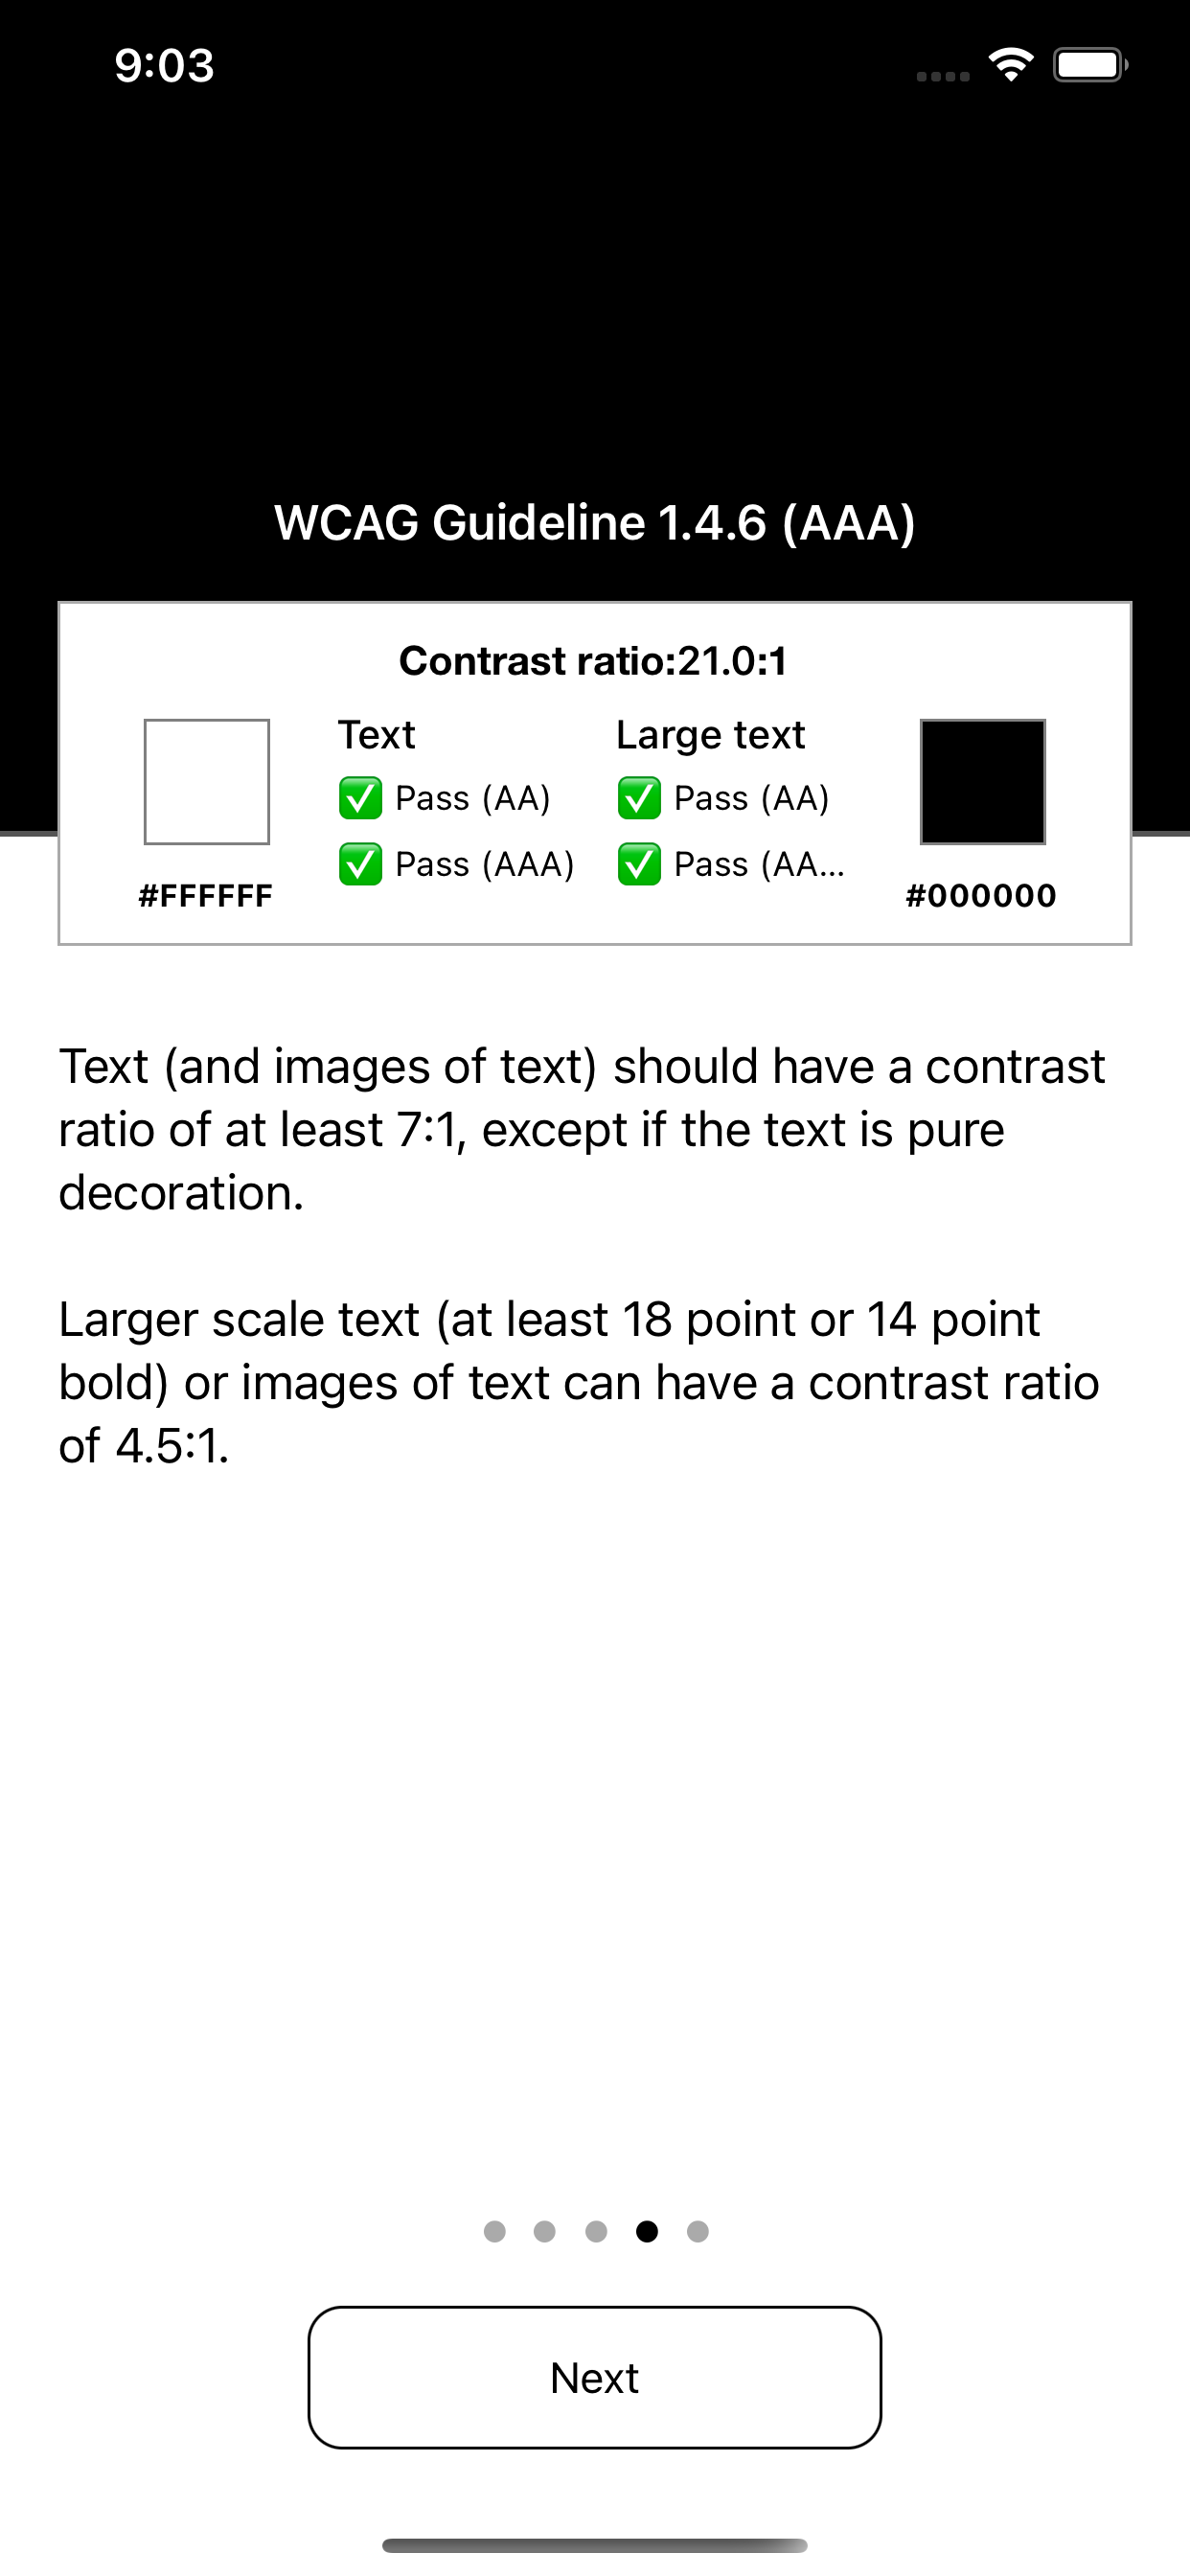 9:03
WCAG Guideline 1.4.6 (AAA)
Contrast ratio:21.0:1
Text
Large text
✅ Pass (AA)
✅ Pass (AA)
✅ Pass (AAA)
✅ Pass (AA...
#FFFFFF
#000000
Text (and images of text) should have a contrast
ratio of at least 7:1, except if the text is pure
decoration.
Larger scale text (at least 18 point or 14 point
bold) or images of text can have a contrast ratio
of 4.5:1.
Next